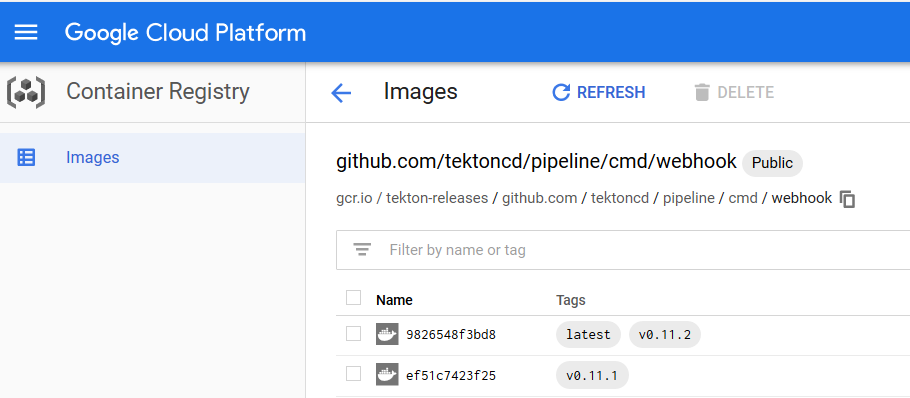 Google Cloud Platform
Container Registry
Images
Images
REFRESH
DELETE
github.com/tektoncd/pipeline/cmd/webhook Public
gcr.io / tekton-releases / github.com / tektoncd / pipeline / cmd / webhook
Filter by name or tag
Name Tags
9826548f3bd8 latest v0.11.2
ef51c7423f25 v0.11.1